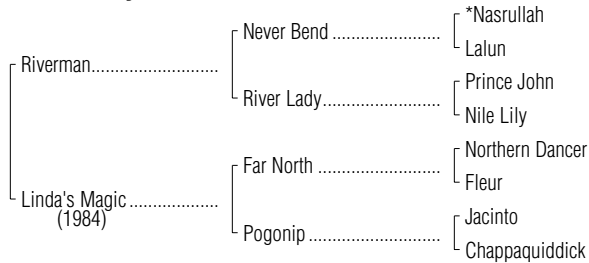 *Nasrullah
Never Bend ........................
Lalun
Riverman............................
Prince John
River Lady..........................
Nile Lily
Northern Dancer
Far North ...........................
Fleur
Linda's Magic ....................
(1984)
Jacinto
Pogonip .............................
Chappaquiddick